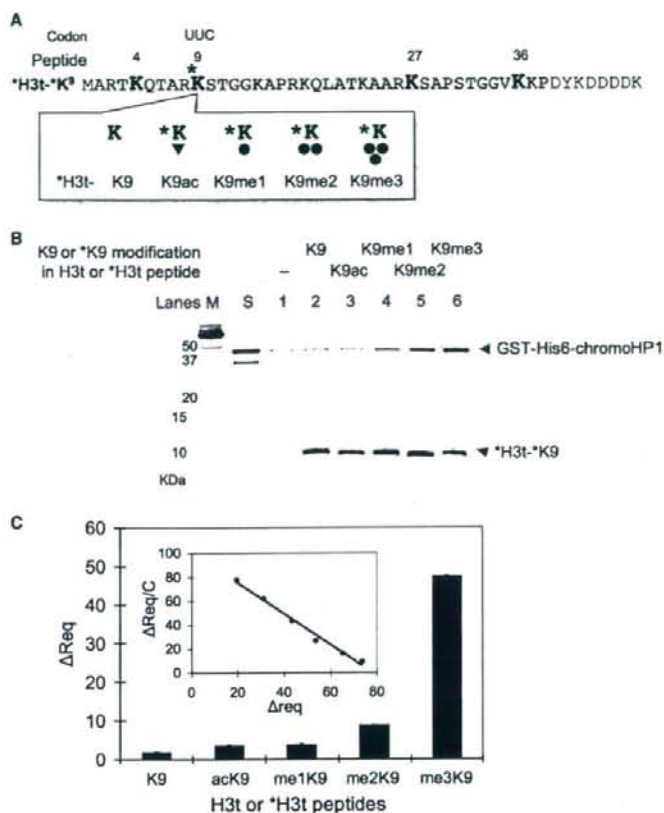 A
Codon UUC
Peptide 4 9 27 36
*
*H3t-*K⁹ MARTKQTARKSTGGKAPRKQLATKAARKSAPSTGGVKKPDYKDDDDK
K *K *K *K *K
*H3t- K9 K9ac K9me1 K9me2 K9me3
B
K9 or *K9 modification K9 K9me1 K9me3
in H3t or *H3t peptide – K9ac K9me2
Lanes M S 1 2 3 4 5 6
50 GST-His6-chromoHP1
37
20
15
10 *H3t-*K9
KDa
C
60
50
40
30
20
10
0
ΔReq
100
80
60
40
20
0
ΔReq/C
0 20 40 60 80
Δreq
K9 acK9 me1K9 me2K9 me3K9
H3t or *H3t peptides